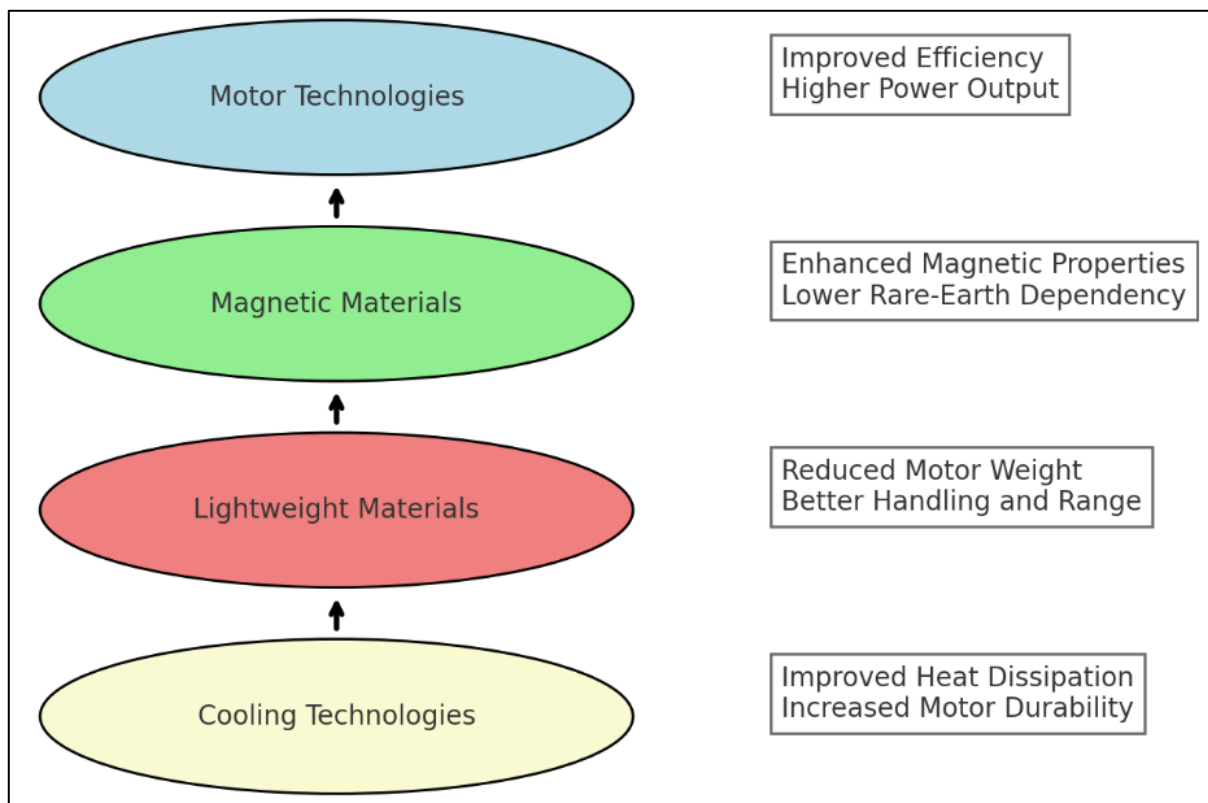 Motor Technologies
Improved Efficiency
Higher Power Output
Magnetic Materials
Enhanced Magnetic Properties
Lower Rare-Earth Dependency
Lightweight Materials
Reduced Motor Weight
Better Handling and Range
Cooling Technologies
Improved Heat Dissipation
Increased Motor Durability